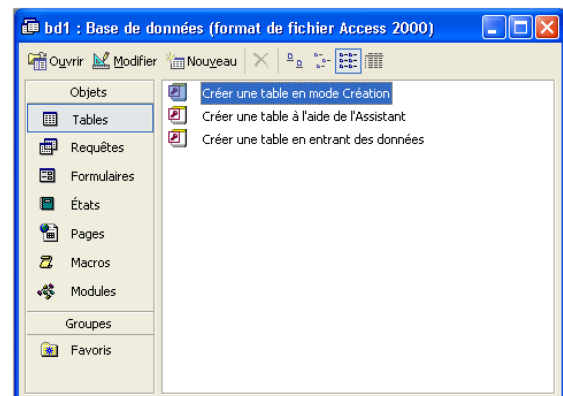 bd1 : Base de données (format de fichier Access 2000)
Ouvrir Modifier Nouveau
Objets
Tables
Requêtes
Formulaires
États
Pages
Macros
Modules
Groupes
Favoris
Créer une table en mode Création
Créer une table à l'aide de l'Assistant
Créer une table en entrant des données